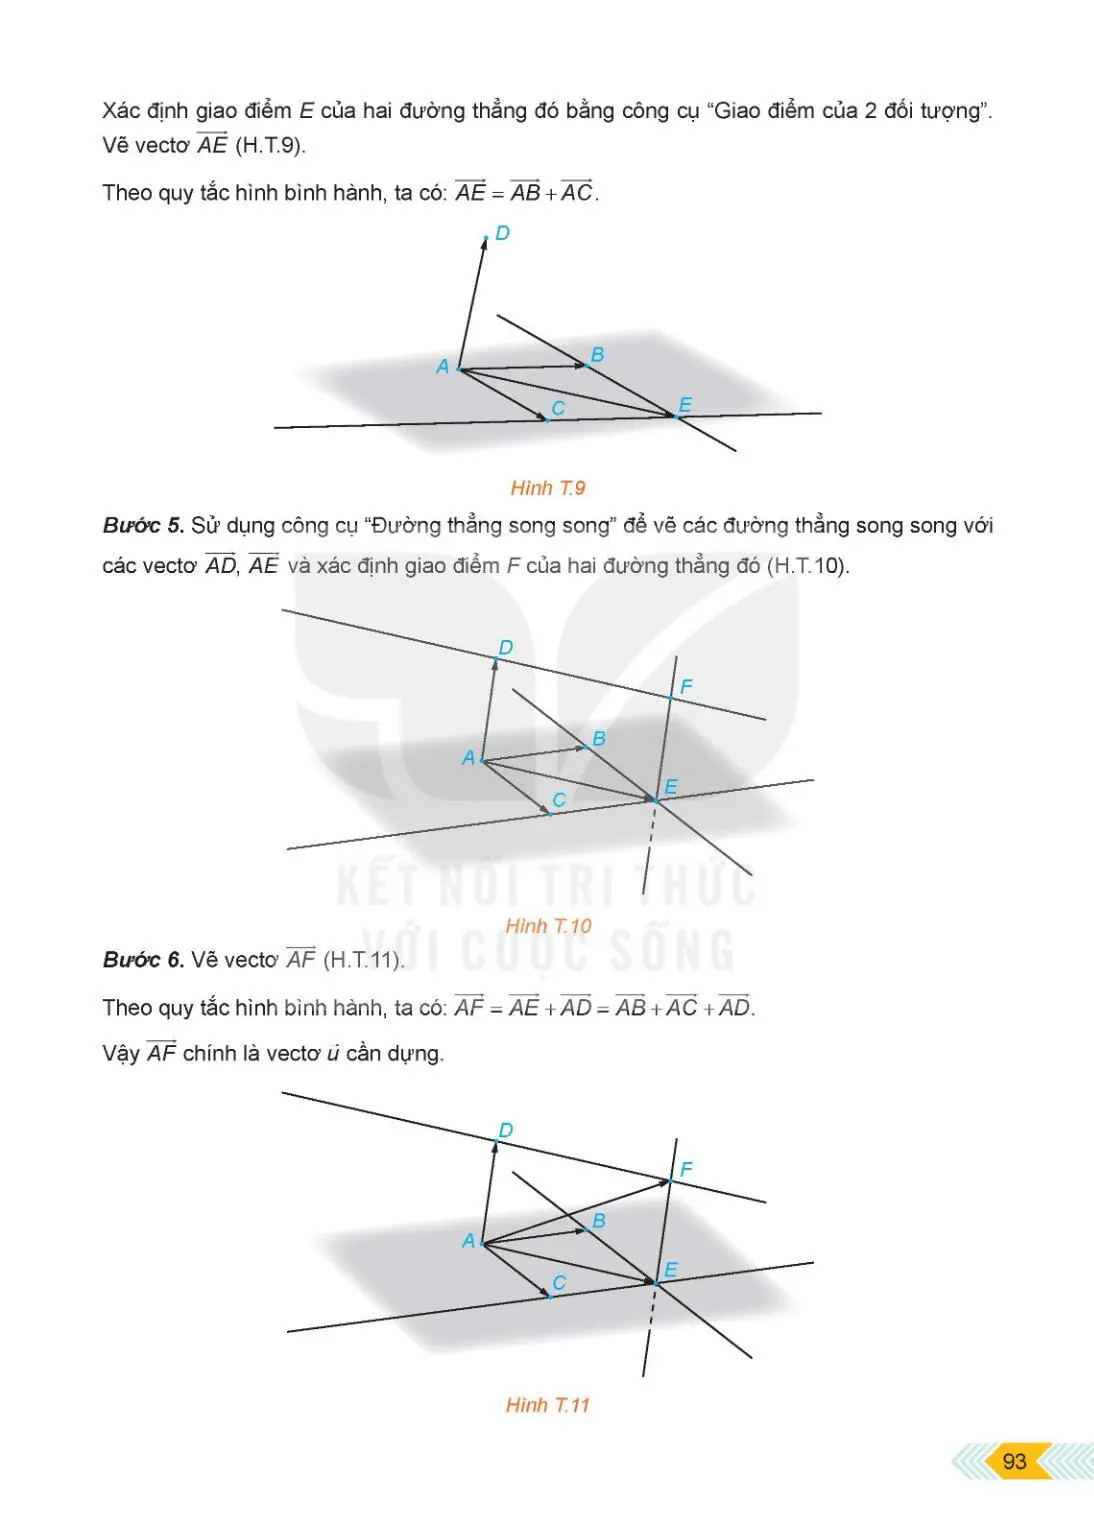 Xác định giao điểm E của hai đường thẳng đó bằng công cụ “Giao điểm của 2 đối tượng”.
Vẽ vectơ AE (H.T.9).
Theo quy tắc hình bình hành, ta có: AE = AB + AC.
D
A
B
C
E
Hình T.9
Bước 5. Sử dụng công cụ “Đường thẳng song song” để vẽ các đường thẳng song song với
các vectơ AD, AE và xác định giao điểm F của hai đường thẳng đó (H.T.10).
D
F
B
A
E
C
KẾT NỐI TRI THỨC
Hình T.10
VỚI CUỘC SỐNG
Bước 6. Vẽ vectơ AF (H.T.11).
Theo quy tắc hình bình hành, ta có: AF = AE + AD = AB + AC + AD.
Vậy AF chính là vectơ u cần dựng.
D
F
B
A
E
C
Hình T.11
93